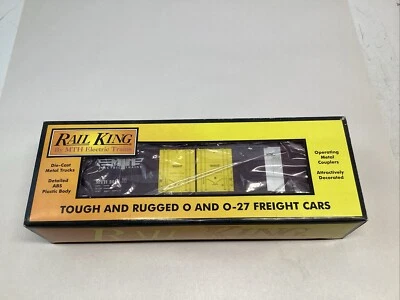 RAIL KING
By MTH Electric Trains
Die-Cast
Metal Trucks
Detailed
ABS
Plastic Body
Operating
Metal
Couplers
Attractively
Decorated
TOUGH AND RUGGED O AND O-27 FREIGHT CARS